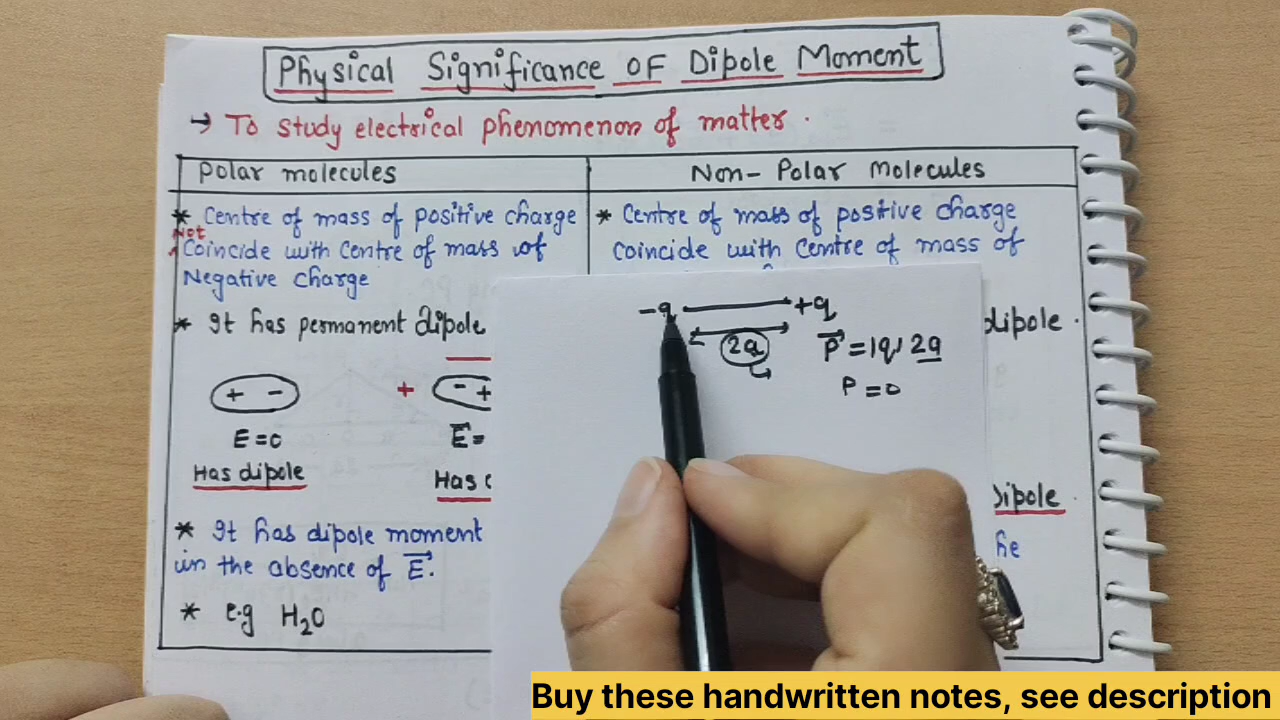 Physical Significance OF Dipole Moment
→ To study electrical phenomenon of matter.
Polar molecules
Non-Polar Molecules
* Centre of mass of positive charge
Not
Coincide with Centre of mass of
Negative Charge
* Centre of mass of positive charge
coincide with Centre of mass of
* It has permanent dipole
dipole.
+ -
+
- +
E=0
E=
Has dipole
Has
Dipole.
* It has dipole moment
in the absence of E.
he
* e.g H₂O
-q +q
2a
P = 1q, 2a
P = 0
Buy these handwritten notes, see description